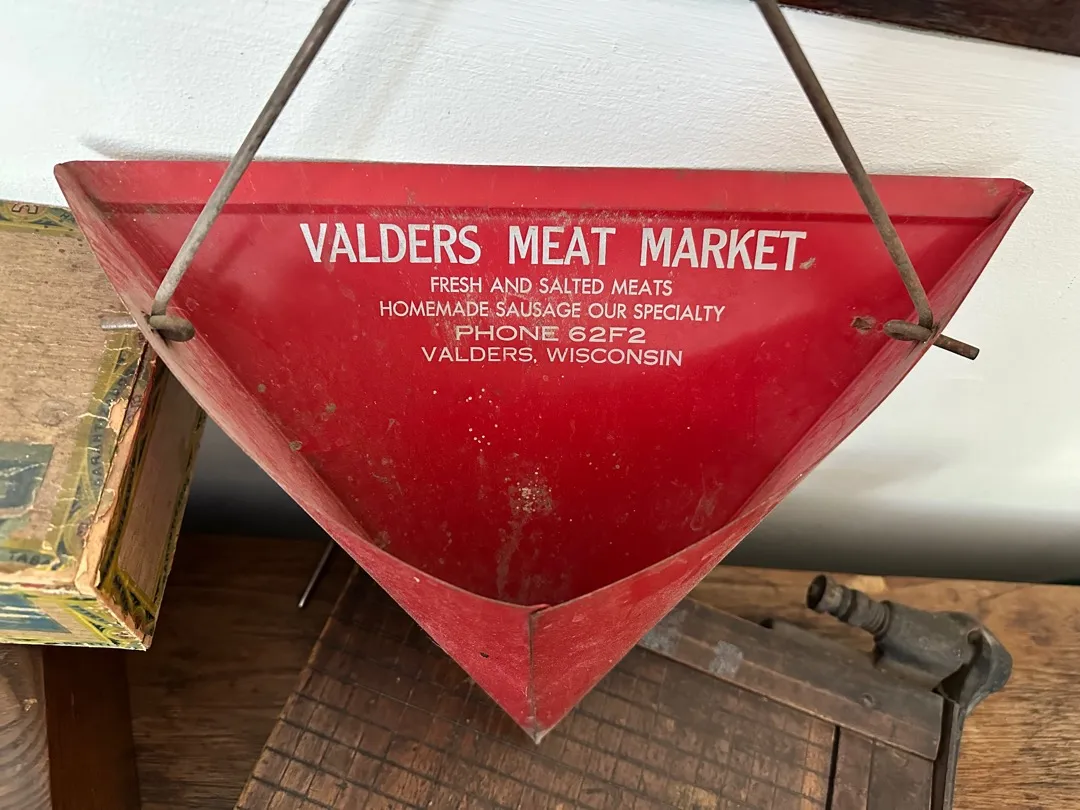 VALDERS MEAT MARKET
FRESH AND SALTED MEATS
HOMEMADE SAUSAGE OUR SPECIALTY
PHONE 62F2
VALDERS, WISCONSIN